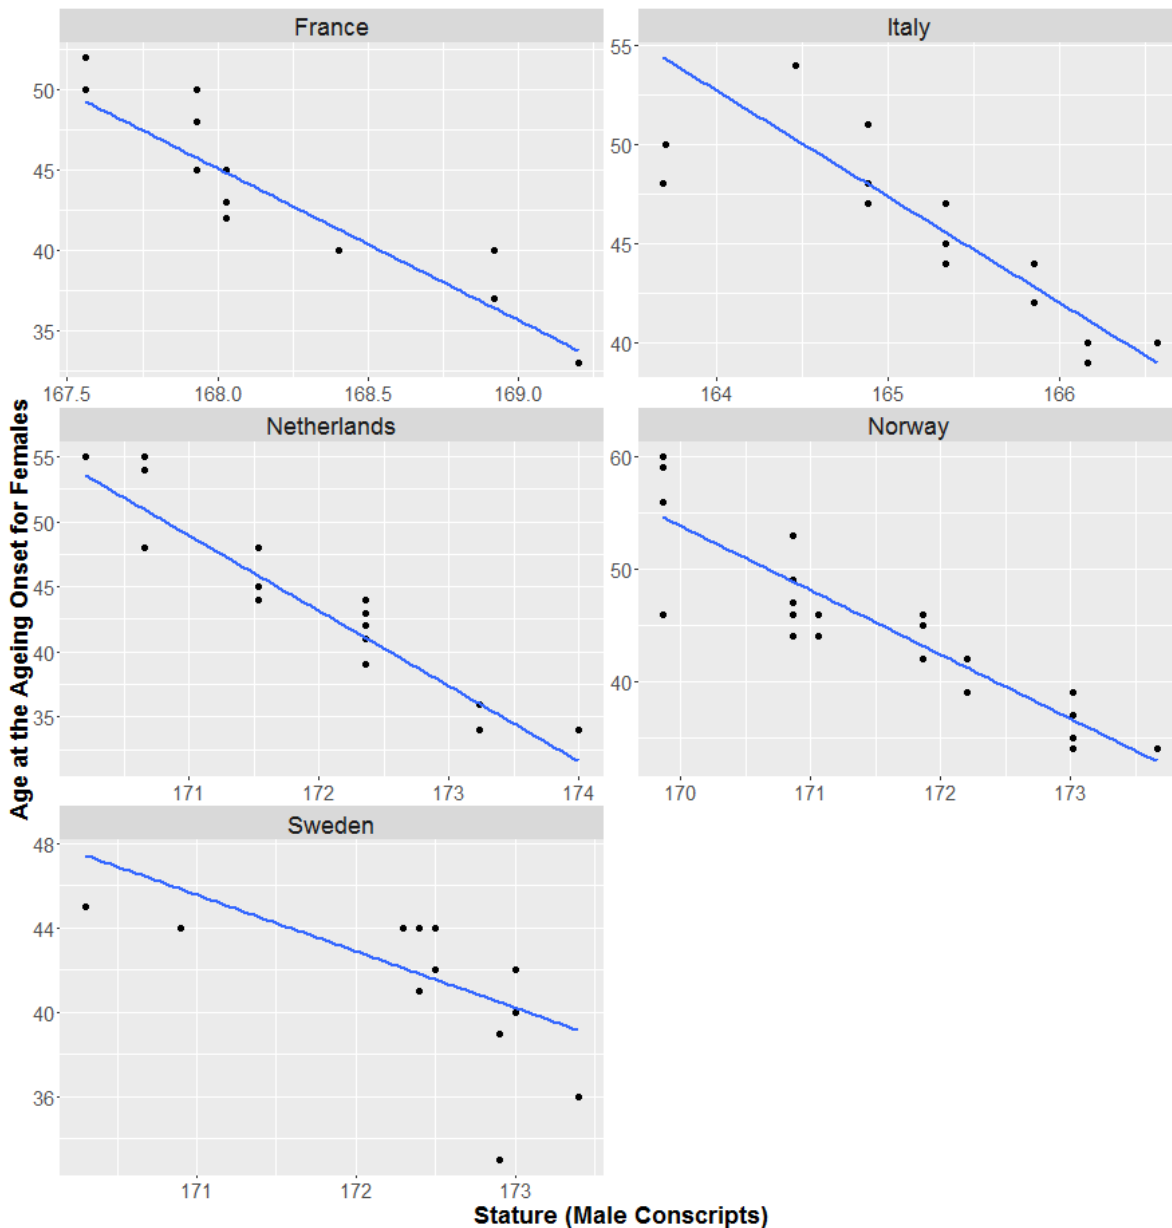 France
Italy
50
45
40
35
55
50
45
40
167.5 168.0 168.5 169.0
164 165 166
Netherlands
Norway
55
50
45
40
35
60
50
40
171 172 173 174
170 171 172 173
Sweden
48
44
40
36
171 172 173
Age at the Ageing Onset for Females
Stature (Male Conscripts)